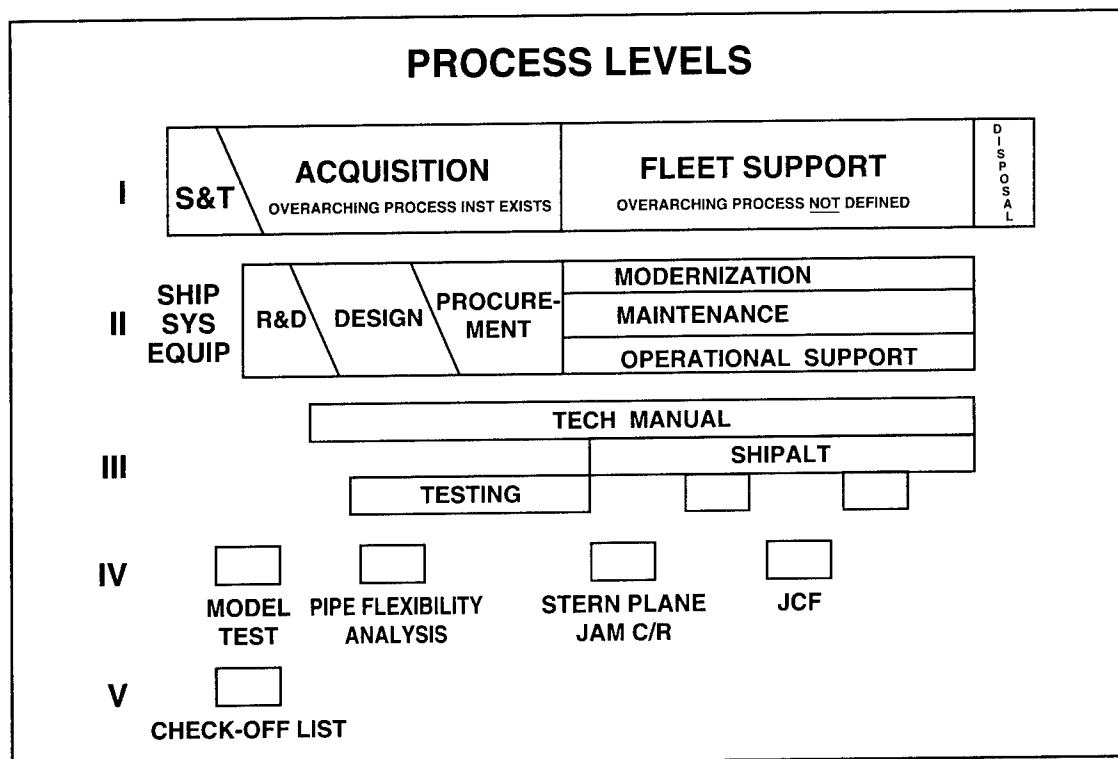 PROCESS LEVELS
I
S&T
ACQUISITION
OVERARCHING PROCESS INST EXISTS
FLEET SUPPORT
OVERARCHING PROCESS NOT DEFINED
DISPOSAL
II
SHIP
SYS
EQUIP
R&D
DESIGN
PROCURE-
MENT
MODERNIZATION
MAINTENANCE
OPERATIONAL SUPPORT
III
TECH MANUAL
SHIPALT
TESTING
IV
MODEL
TEST
PIPE FLEXIBILITY
ANALYSIS
STERN PLANE
JAM C/R
JCF
V
CHECK-OFF LIST